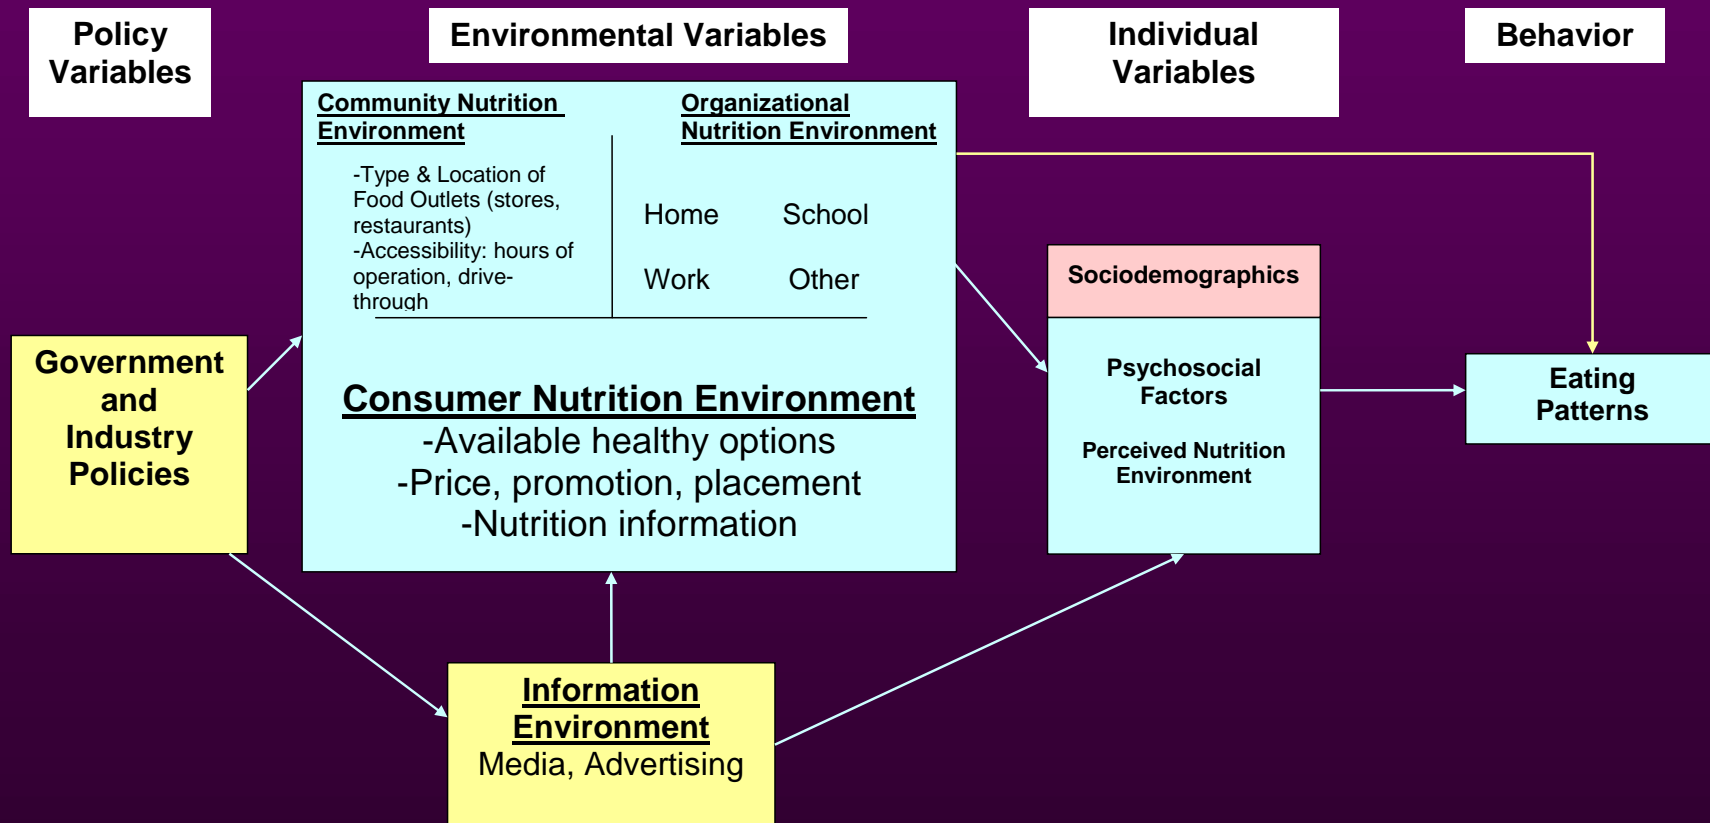 Policy
Variables
Environmental Variables
Individual
Variables
Behavior
Community Nutrition
Environment
-Type & Location of
Food Outlets (stores,
restaurants)
-Accessibility: hours of
operation, drive-
through
Organizational
Nutrition Environment
Home School
Work Other
Consumer Nutrition Environment
-Available healthy options
-Price, promotion, placement
-Nutrition information
Government
and
Industry
Policies
Information
Environment
Media, Advertising
Sociodemographics
Psychosocial
Factors
Perceived Nutrition
Environment
Eating
Patterns